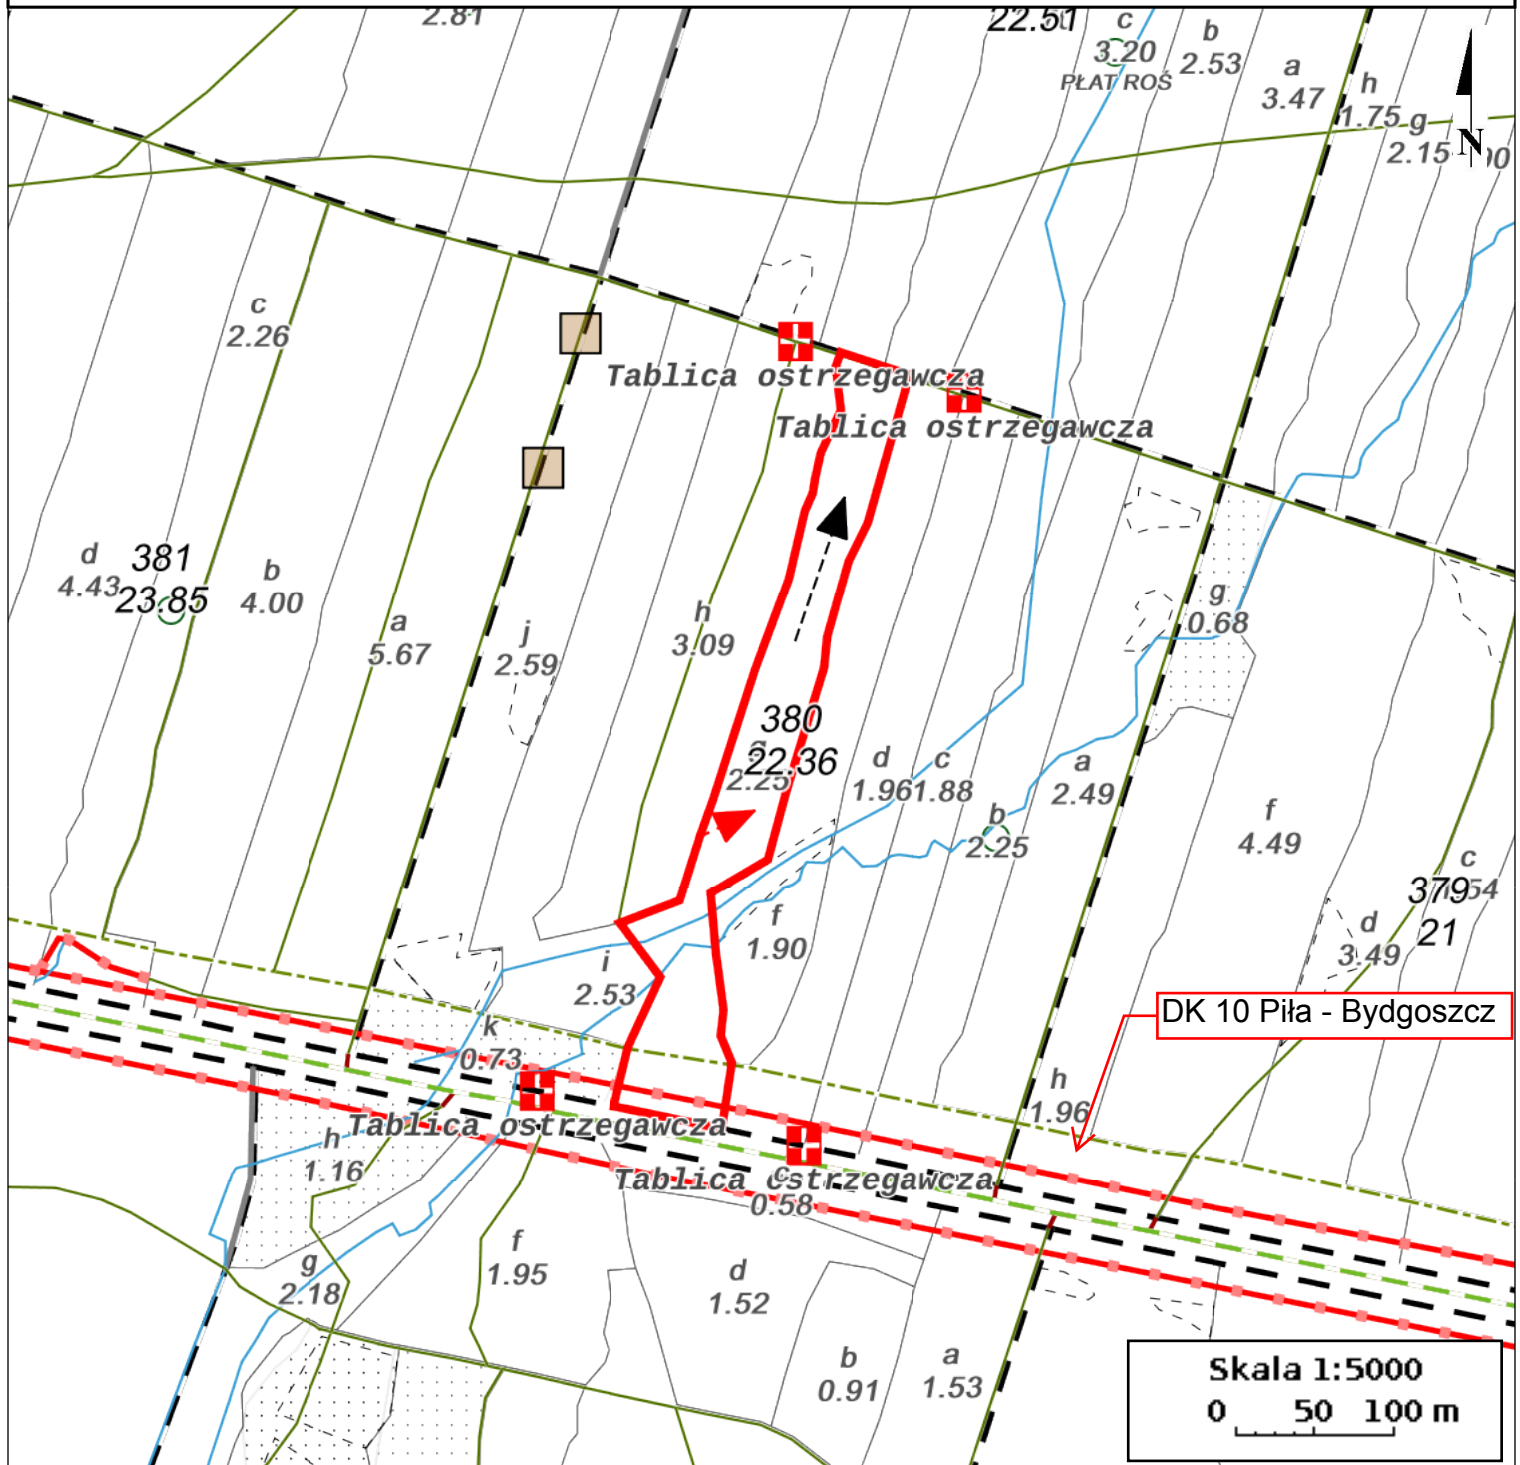 2.81
22.51
c
3.20
PŁAT ROŚ
b
2.53
a
3.47
h
1.75
g
2.15
N
c
2.26
Tablica ostrzegawcza
Tablica ostrzegawcza
d
4.43
381
23.85
b
4.00
a
5.67
j
2.59
h
3.09
g
0.68
380
22.36
g
2.25
d
1.96
c
1.88
a
2.49
b
2.25
f
4.49
c
379
21
d
3.49
f
1.90
i
2.53
DK 10 Piła - Bydgoszcz
k
0.73
h
1.96
Tablica ostrzegawcza
h
1.16
Tablica ostrzegawcza
0.58
f
1.95
g
2.18
d
1.52
b
0.91
a
1.53
Skala 1:5000
0 50 100 m